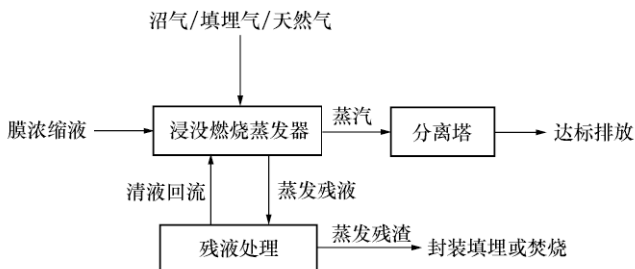 沼气/填埋气/天然气
膜浓缩液
浸没燃烧蒸发器
蒸汽
分离塔
达标排放
清液回流
蒸发残液
残液处理
蒸发残渣
封装填埋或焚烧